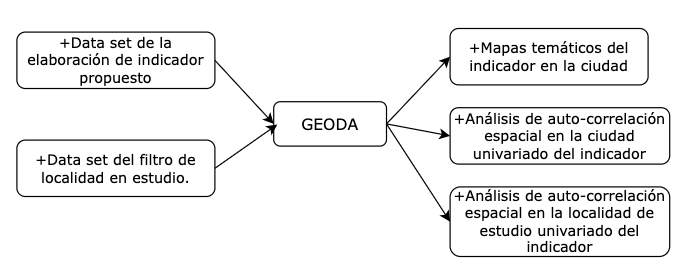 +Data set de la
elaboración de indicador
propuesto
+Data set del filtro de
localidad en estudio.
GEODA
+Mapas temáticos del
indicador en la ciudad
+Análisis de auto-correlación
espacial en la ciudad
univariado del indicador
+Análisis de auto-correlación
espacial en la localidad de
estudio univariado del
indicador